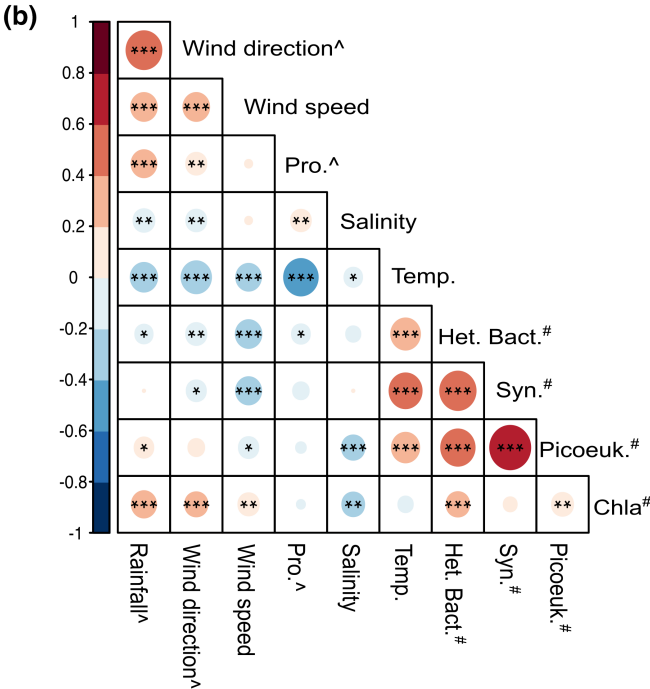 (b)
1
0.8
0.6
0.4
0.2
0
-0.2
-0.4
-0.6
-0.8
-1
*** Wind direction^
*** *** Wind speed
*** ** Pro.^
** ** ** Salinity
*** *** *** *** * Temp.
* ** *** * *** Het. Bact.#
* *** *** *** Syn.#
* * *** *** *** *** Picoeuk.#
*** *** ** ** *** ** Chla#
Rainfall^
Wind direction^
Wind speed
Pro.^
Salinity
Temp.
Het. Bact.#
Syn.#
Picoeuk.#